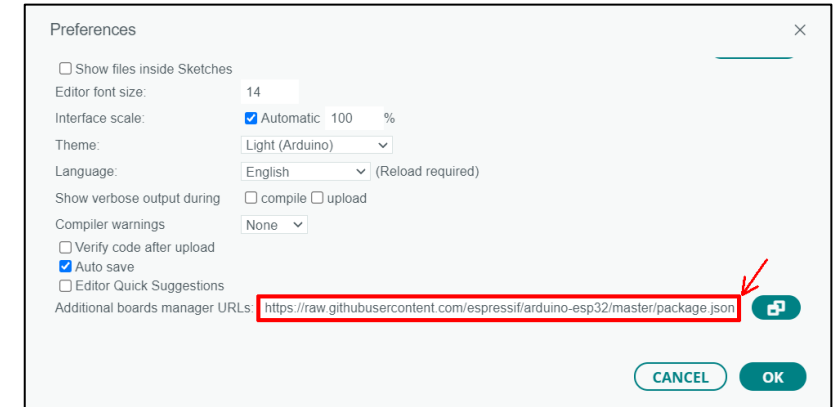 Preferences
Show files inside Sketches
Editor font size: 14
Interface scale: Automatic 100 %
Theme: Light (Arduino)
Language: English (Reload required)
Show verbose output during compile upload
Compiler warnings None
Verify code after upload
Auto save
Editor Quick Suggestions
Additional boards manager URLs: https://raw.githubusercontent.com/espressif/arduino-esp32/master/package.json
CANCEL OK